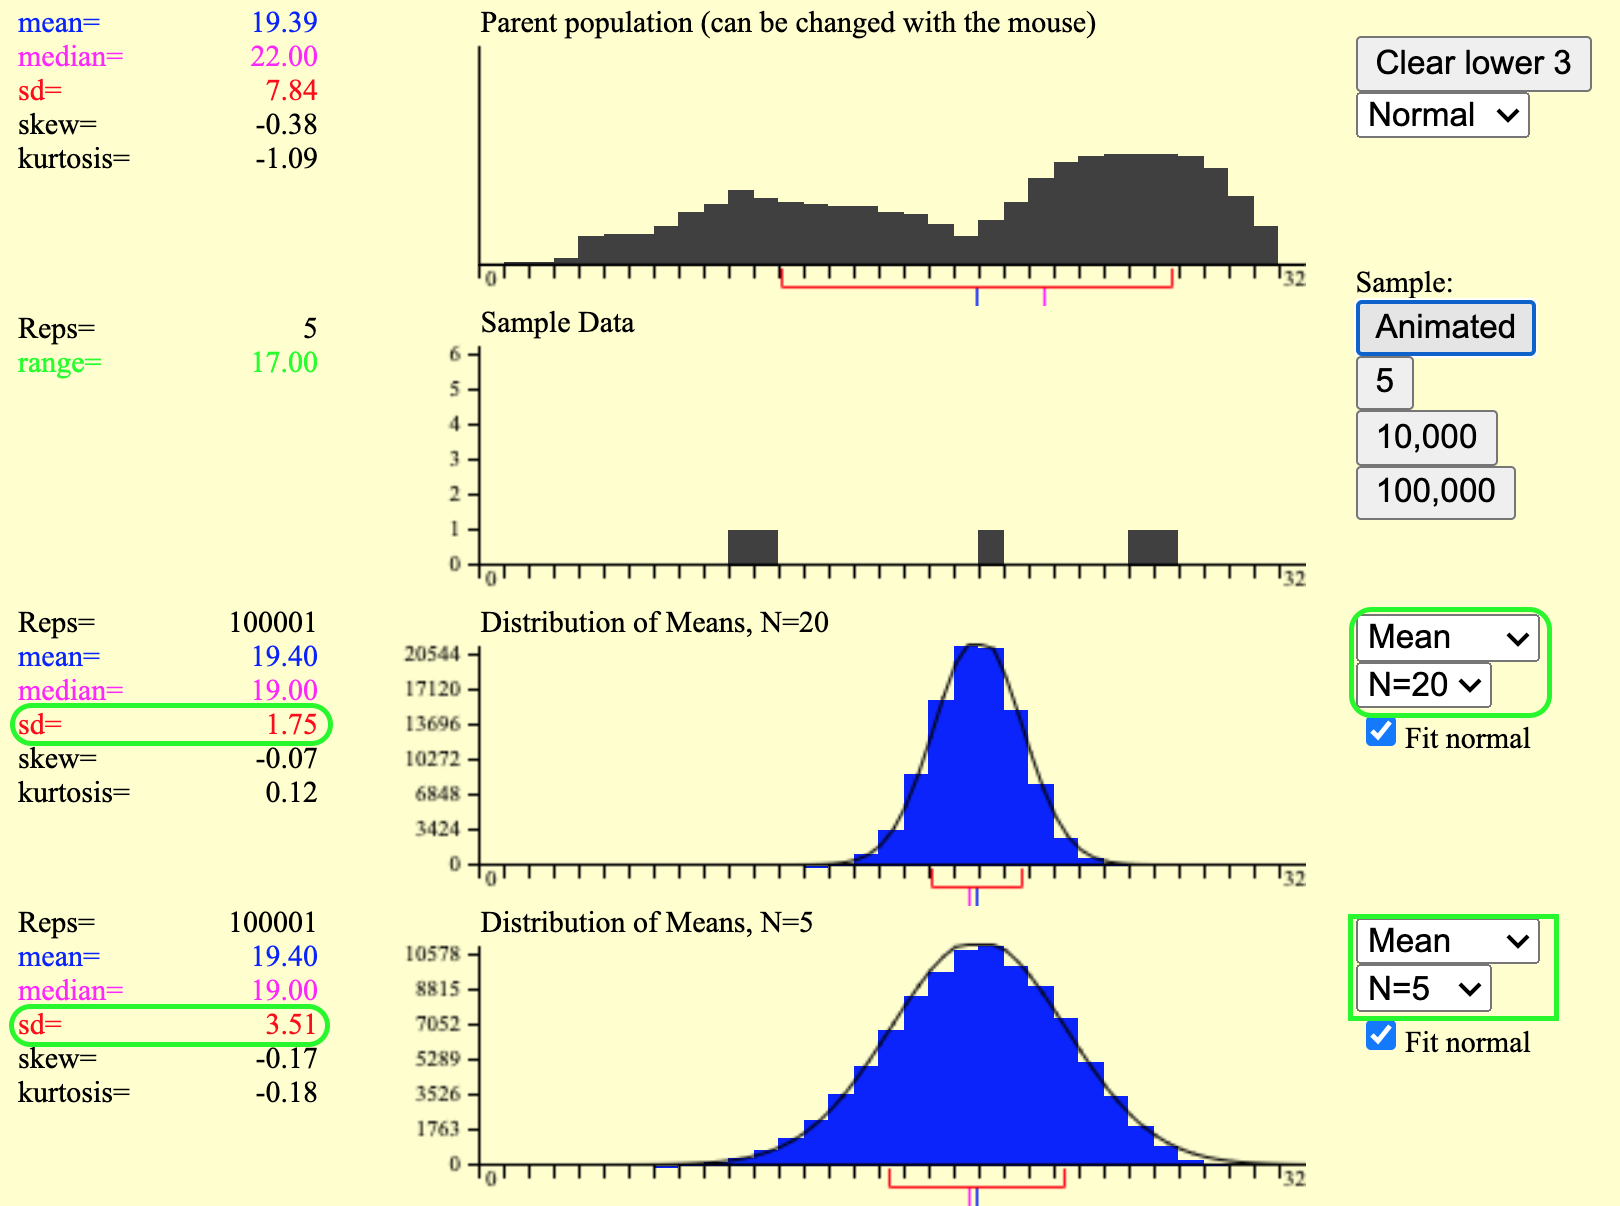 mean= 19.39
median= 22.00
sd= 7.84
skew= -0.38
kurtosis= -1.09
Parent population (can be changed with the mouse)
0 32
Clear lower 3
Normal
Sample:
Animated
5
10,000
100,000
Reps= 5
range= 17.00
Sample Data
6
5
4
3
2
1
0
0 32
Reps= 100001
mean= 19.40
median= 19.00
sd= 1.75
skew= -0.07
kurtosis= 0.12
Distribution of Means, N=20
20544
17120
13696
10272
6848
3424
0
0 32
Mean
N=20
Fit normal
Reps= 100001
mean= 19.40
median= 19.00
sd= 3.51
skew= -0.17
kurtosis= -0.18
Distribution of Means, N=5
10578
8815
7052
5289
3526
1763
0
0 32
Mean
N=5
Fit normal